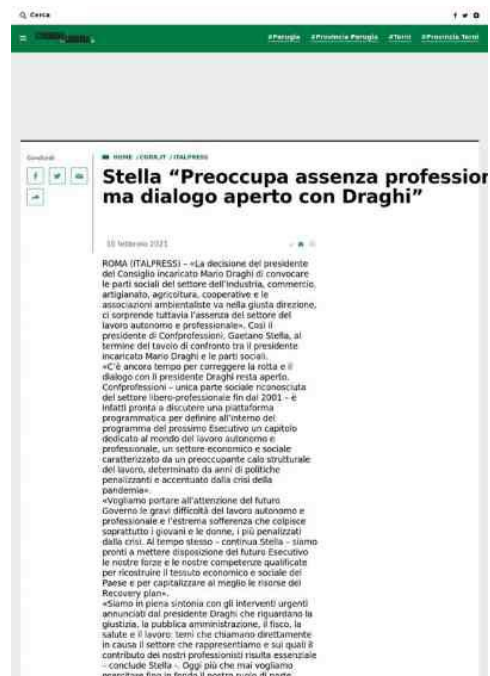 Cerca
#Perugia #Provincia Perugia #Terni #Provincia Terni
Condividi
HOME / CORR.IT / ITALPRESS
Stella “Preoccupa assenza profession
ma dialogo aperto con Draghi”
10 febbraio 2021
ROMA (ITALPRESS) – «La decisione del presidente
del Consiglio incaricato Mario Draghi di convocare
le parti sociali del settore dell'industria, commercio,
artigianato, agricoltura, cooperative e le
associazioni ambientaliste va nella giusta direzione,
ci sorprende tuttavia l'assenza del settore del
lavoro autonomo e professionale». Così il
presidente di Confprofessioni, Gaetano Stella, al
termine del tavolo di confronto tra il presidente
incaricato Mario Draghi e le parti sociali.
«C'è ancora tempo per correggere la rotta e il
dialogo con il presidente Draghi resta aperto.
Confprofessioni – unica parte sociale riconosciuta
del settore libero-professionale fin dal 2001 – è
infatti pronta a discutere una piattaforma
programmatica per definire all'interno del
programma del prossimo Esecutivo un capitolo
dedicato al mondo del lavoro autonomo e
professionale, un settore economico e sociale
caratterizzato da un preoccupante calo strutturale
del lavoro, determinato da anni di politiche
penalizzanti e accentuato dalla crisi della
pandemia».
«Vogliamo portare all'attenzione del futuro
Governo le gravi difficoltà del lavoro autonomo e
professionale e l'estrema sofferenza che colpisce
soprattutto i giovani e le donne, i più penalizzati
dalla crisi. Al tempo stesso – continua Stella – siamo
pronti a mettere disposizione del futuro Esecutivo
le nostre forze e le nostre competenze qualificate
per ricostruire il tessuto economico e sociale del
Paese e per capitalizzare al meglio le risorse del
Recovery plan».
«Siamo in piena sintonia con gli interventi urgenti
annunciati dal presidente Draghi che riguardano la
giustizia, la pubblica amministrazione, il fisco, la
salute e il lavoro: temi che chiamano direttamente
in causa il settore che rappresentiamo e sui quali il
contributo dei nostri professionisti risulta essenziale
– conclude Stella -. Oggi più che mai vogliamo
esercitare fino in fondo il nostro ruolo di parte